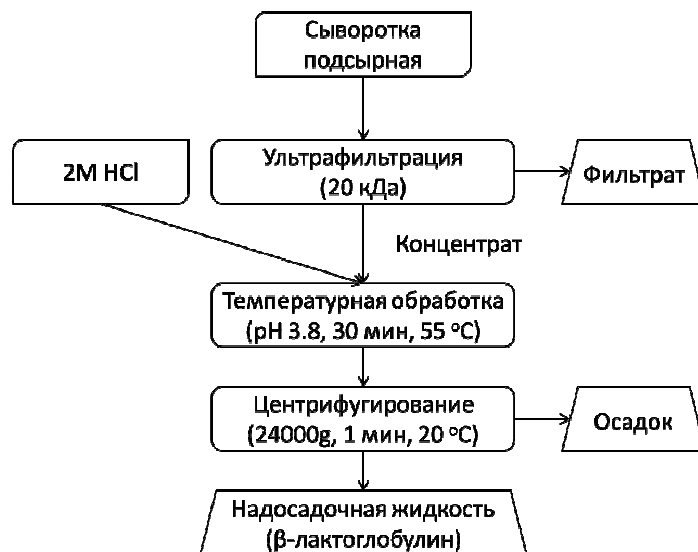 Сыворотка
подсырная
Ультрафильтрация
(20 кДа)
Фильтрат
2М HCl
Концентрат
Температурная обработка
(pH 3.8, 30 мин, 55 °C)
Центрифугирование
(24000g, 1 мин, 20 °C)
Осадок
Надосадочная жидкость
(β-лактоглобулин)